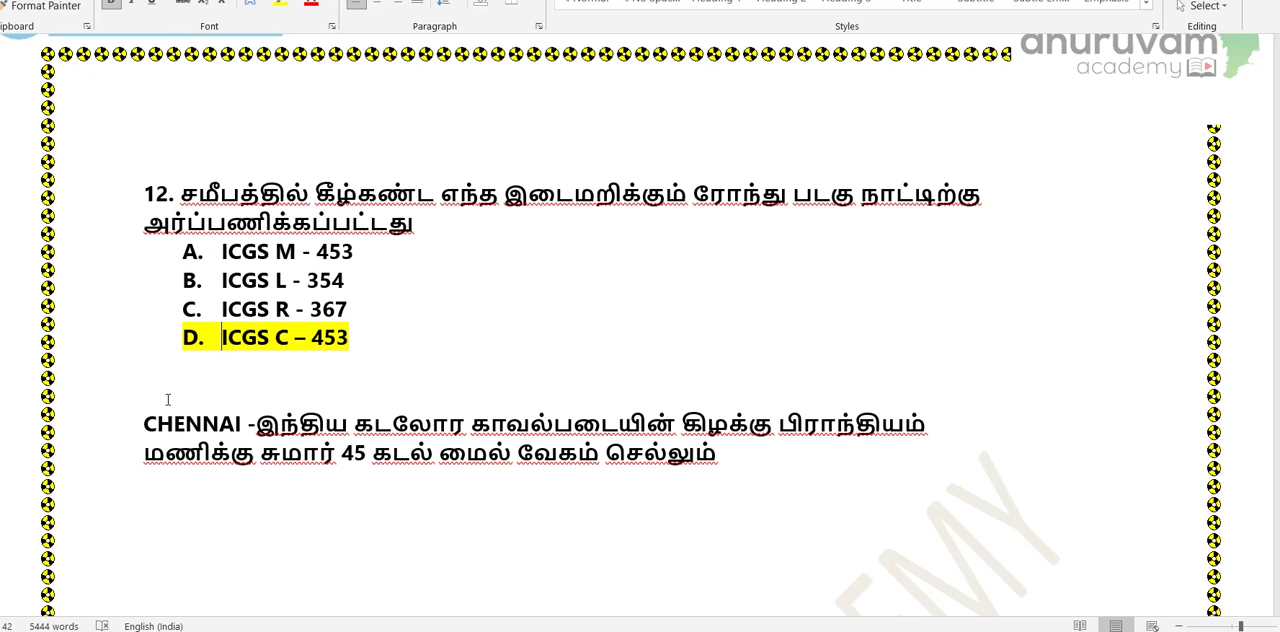 Format Painter
ipboard
Font
Paragraph
Styles
Select
Editing
anuruvam
academy
12. சமீபத்தில் கீழ்கண்ட எந்த இடைமறிக்கும் ரோந்து படகு நாட்டிற்கு
அர்ப்பணிக்கப்பட்டது
A. ICGS M - 453
B. ICGS L - 354
C. ICGS R - 367
D. ICGS C – 453
CHENNAI -இந்திய கடலோர காவல்படையின் கிழக்கு பிராந்தியம்
மணிக்கு சுமார் 45 கடல் மைல் வேகம் செல்லும்
EMY
42 5444 words English (India)